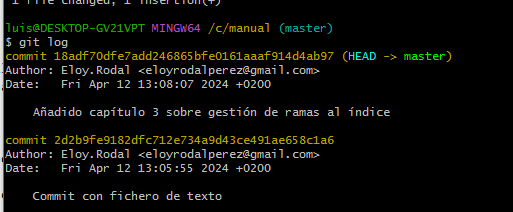 1 file changed, 1 insertion(+)
luis@DESKTOP-GV21VPT MINGW64 /c/manual (master)
$ git log
commit 18adf70dfe7add246865bfe0161aaaf914d4ab97 (HEAD -> master)
Author: Eloy.Rodal <eloyrodalperez@gmail.com>
Date:   Fri Apr 12 13:08:07 2024 +0200
Añadido capítulo 3 sobre gestión de ramas al índice
commit 2d2b9fe9182dfc712e734a9d43ce491ae658c1a6
Author: Eloy.Rodal <eloyrodalperez@gmail.com>
Date:   Fri Apr 12 13:05:55 2024 +0200
Commit con fichero de texto